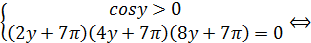 {cosy > 0
(2y + 7π)(4y + 7π)(8y + 7π) = 0 ⟺